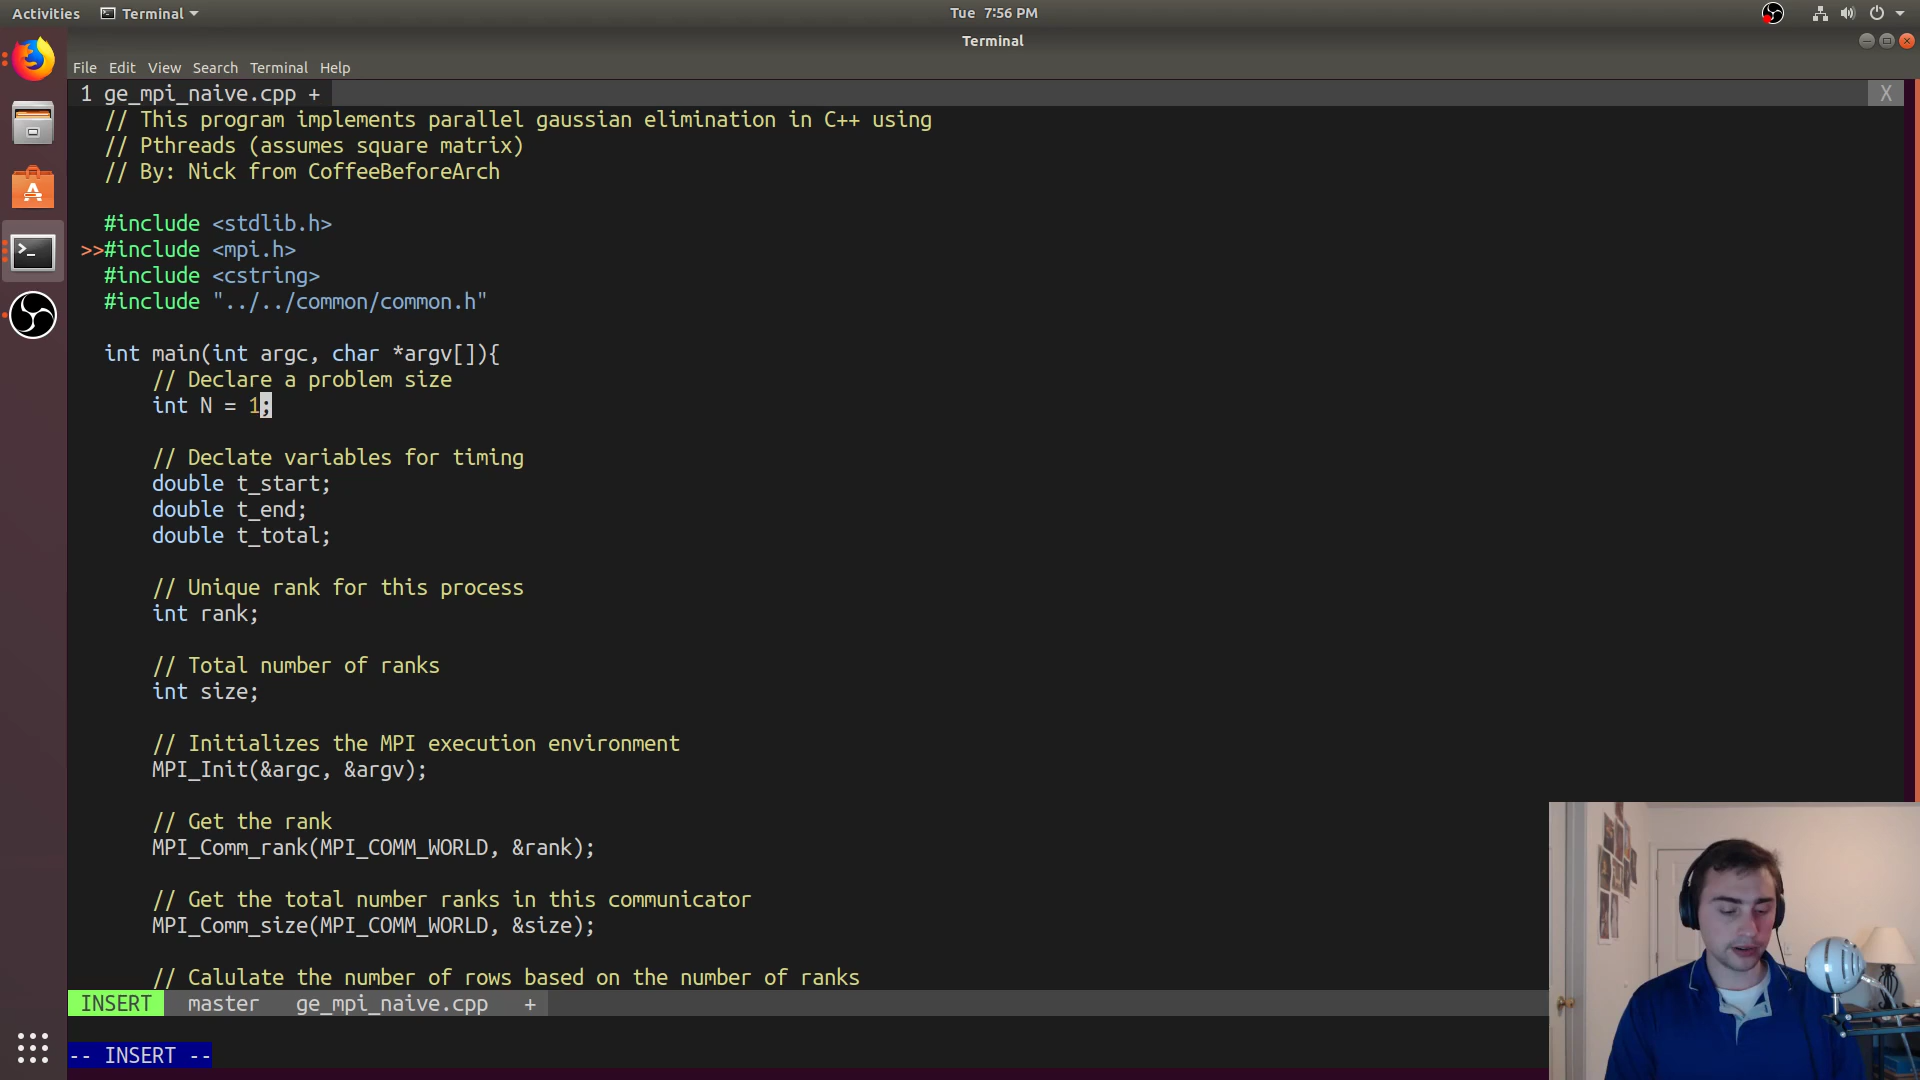 Activities Terminal Tue 7:56 PM
Terminal
File Edit View Search Terminal Help
1 ge_mpi_naive.cpp + X
// This program implements parallel gaussian elimination in C++ using
// Pthreads (assumes square matrix)
// By: Nick from CoffeeBeforeArch
#include <stdlib.h>
>>#include <mpi.h>
#include <cstring>
#include "../../common/common.h"
int main(int argc, char *argv[]){
// Declare a problem size
int N = 1;
// Declate variables for timing
double t_start;
double t_end;
double t_total;
// Unique rank for this process
int rank;
// Total number of ranks
int size;
// Initializes the MPI execution environment
MPI_Init(&argc, &argv);
// Get the rank
MPI_Comm_rank(MPI_COMM_WORLD, &rank);
// Get the total number ranks in this communicator
MPI_Comm_size(MPI_COMM_WORLD, &size);
// Calulate the number of rows based on the number of ranks
INSERT master ge_mpi_naive.cpp +
-- INSERT --